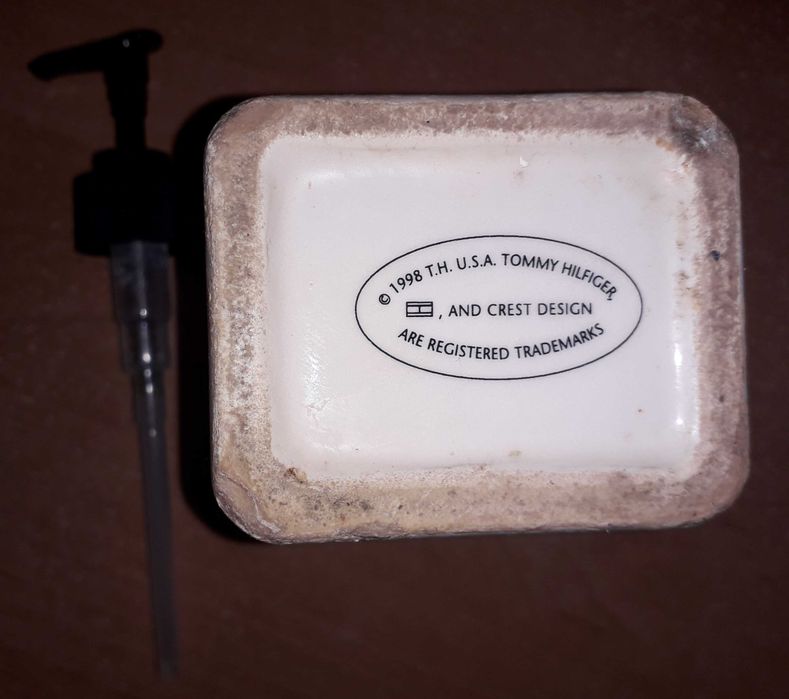 © 1998 T.H. U.S.A. TOMMY HILFIGER,
, AND CREST DESIGN
ARE REGISTERED TRADEMARKS